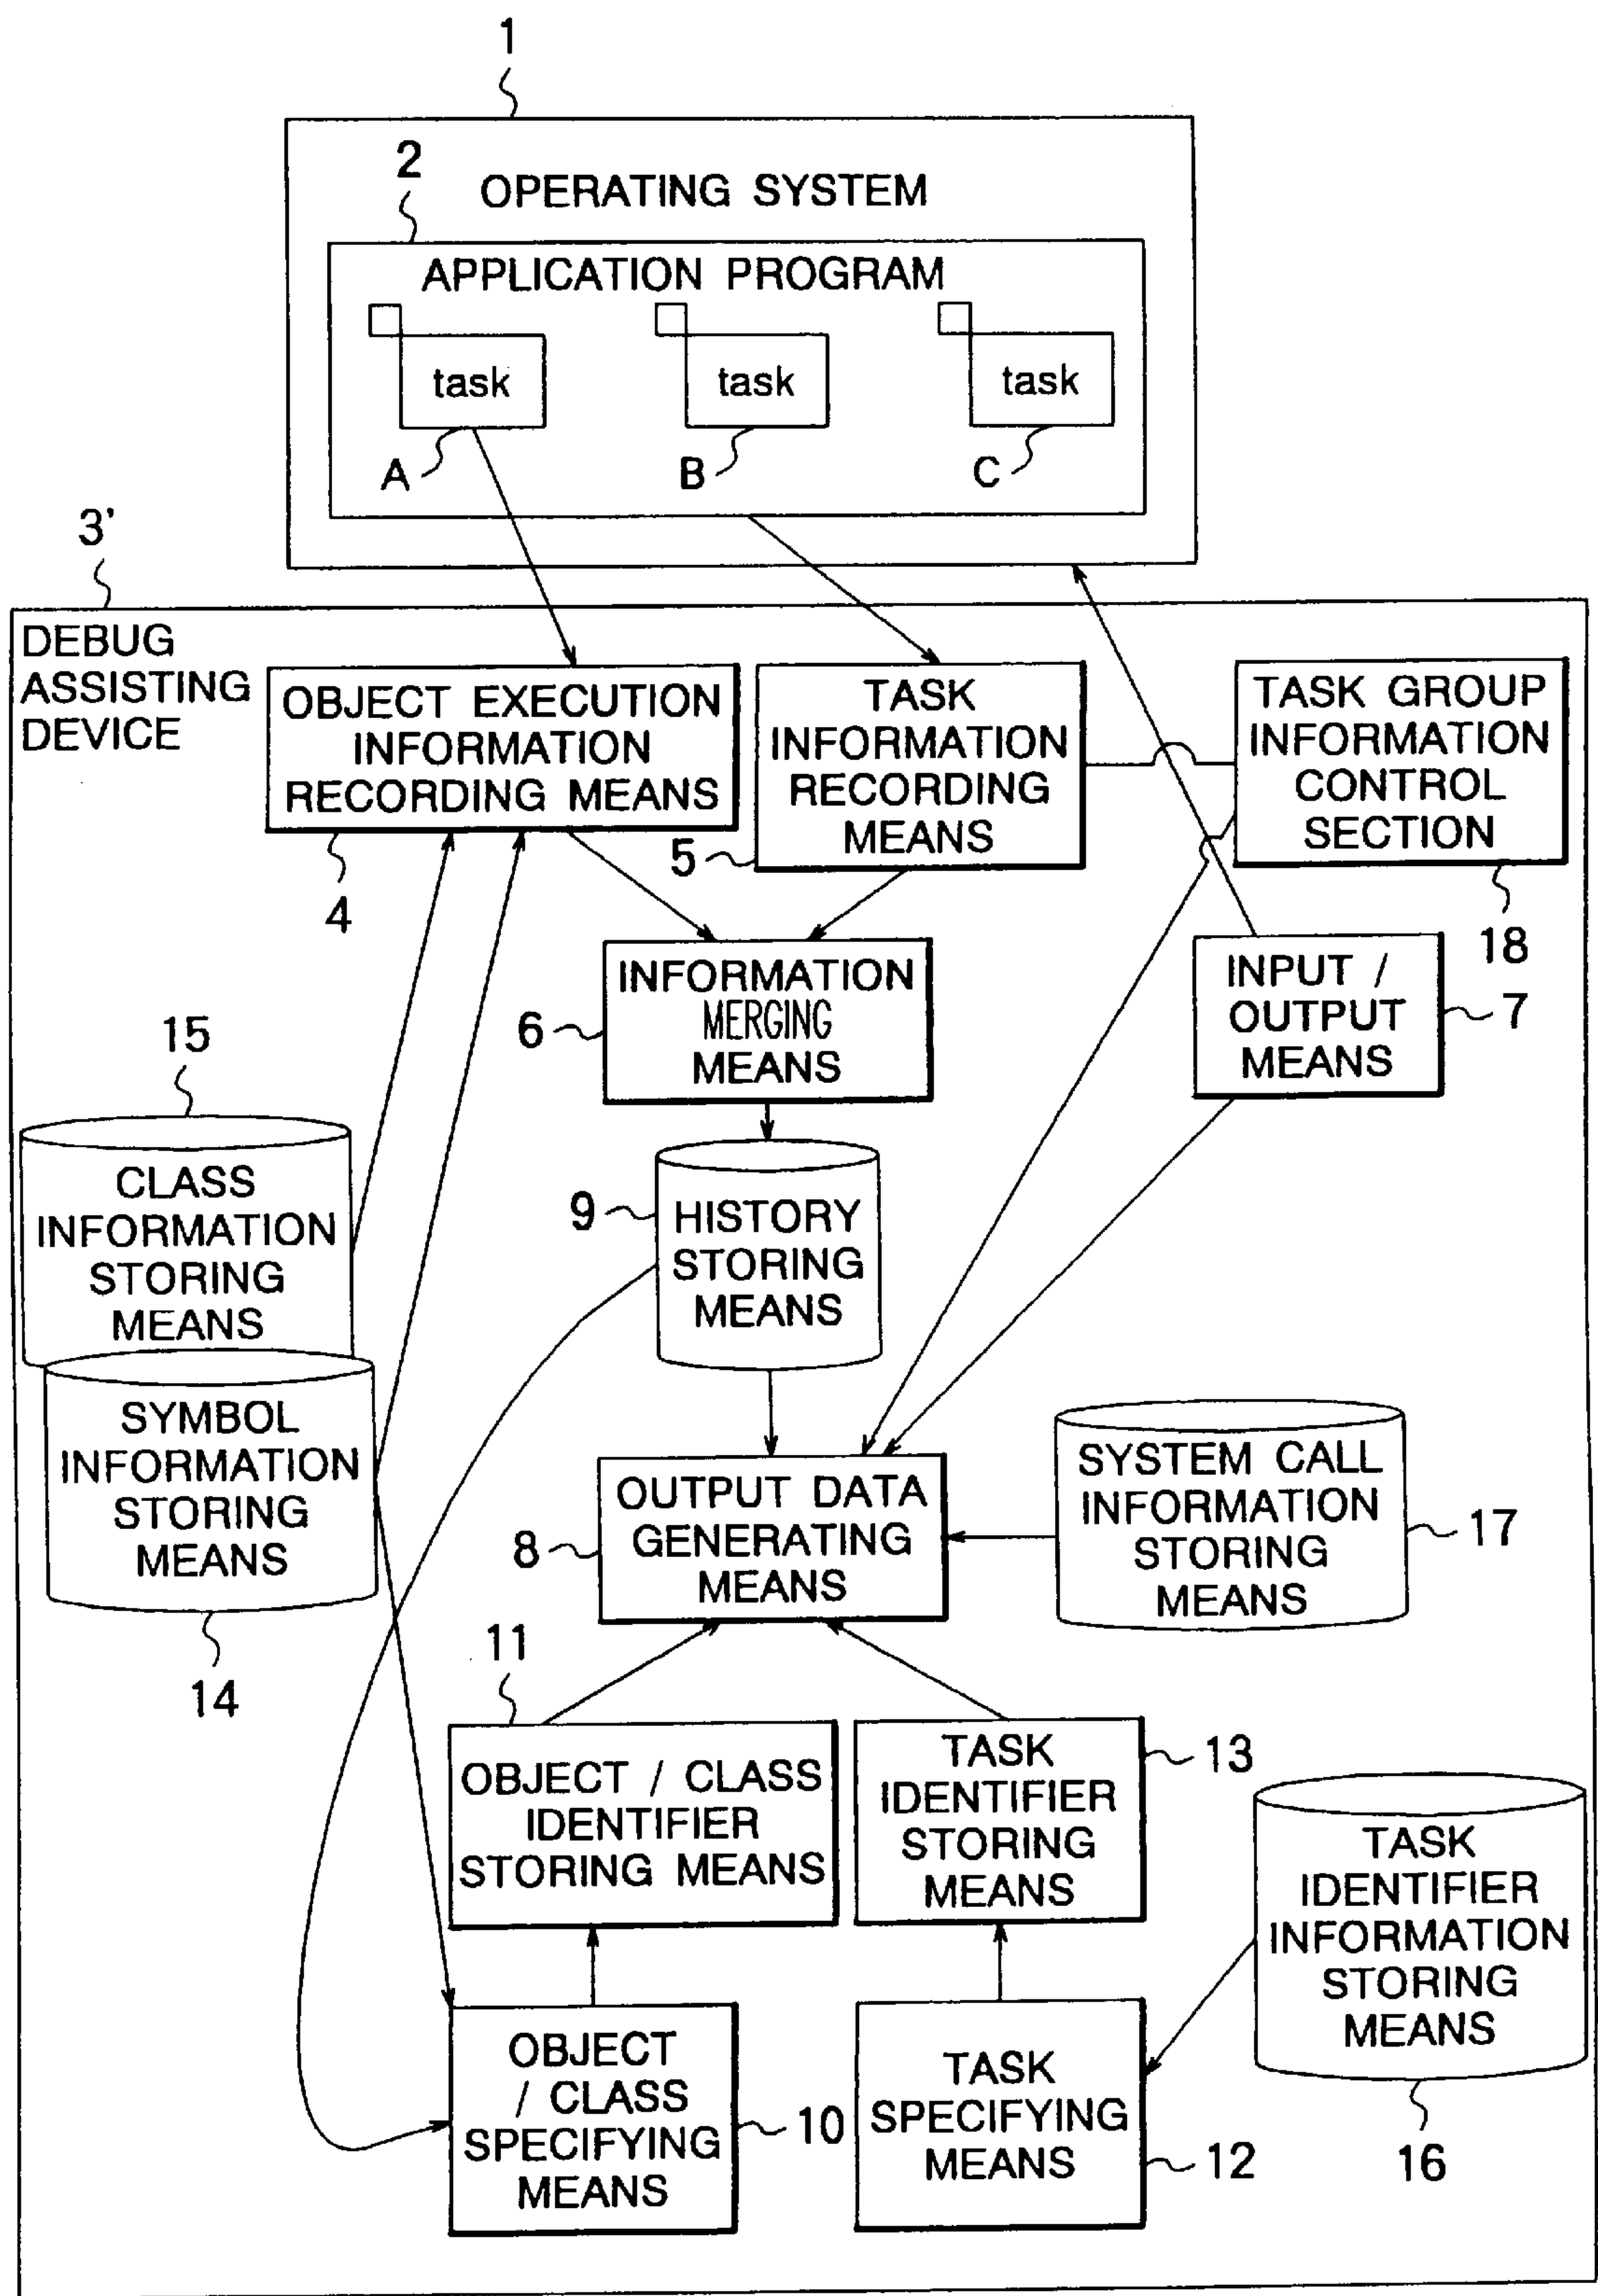 1
2
OPERATING SYSTEM
APPLICATION PROGRAM
task
task
task
A
B
C
3'
DEBUG
ASSISTING
DEVICE
OBJECT EXECUTION
INFORMATION
RECORDING MEANS
4
TASK
INFORMATION
RECORDING
MEANS
5
TASK GROUP
INFORMATION
CONTROL
SECTION
18
INFORMATION
MERGING
MEANS
6
INPUT /
OUTPUT
MEANS
7
15
CLASS
INFORMATION
STORING
MEANS
9
HISTORY
STORING
MEANS
SYMBOL
INFORMATION
STORING
MEANS
14
OUTPUT DATA
GENERATING
MEANS
8
SYSTEM CALL
INFORMATION
STORING
MEANS
17
11
OBJECT / CLASS
IDENTIFIER
STORING MEANS
TASK
IDENTIFIER
STORING
MEANS
13
TASK
IDENTIFIER
INFORMATION
STORING
MEANS
16
OBJECT
/ CLASS
SPECIFYING
MEANS
10
TASK
SPECIFYING
MEANS
12